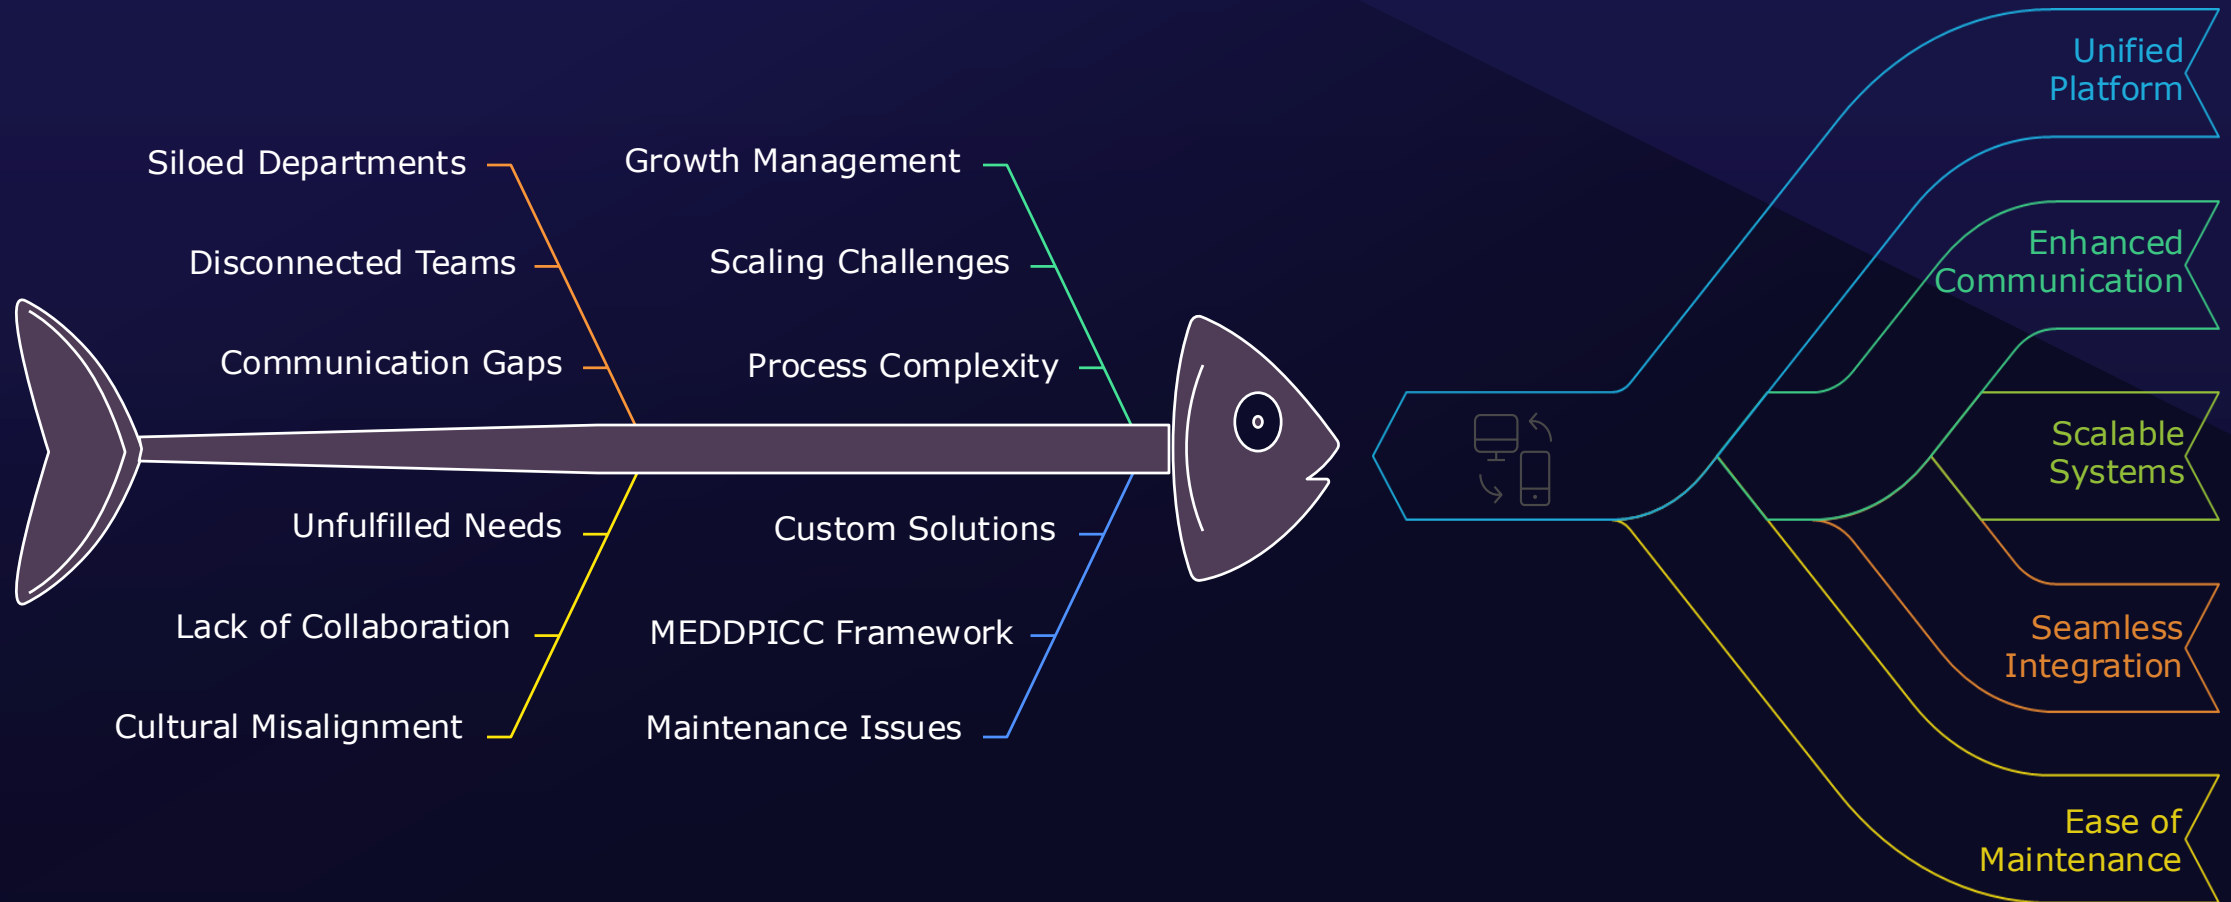 Siloed Departments
Disconnected Teams
Communication Gaps
Growth Management
Scaling Challenges
Process Complexity
Unfulfilled Needs
Lack of Collaboration
Cultural Misalignment
Custom Solutions
MEDDPICC Framework
Maintenance Issues
Unified
Platform
Enhanced
Communication
Scalable
Systems
Seamless
Integration
Ease of
Maintenance